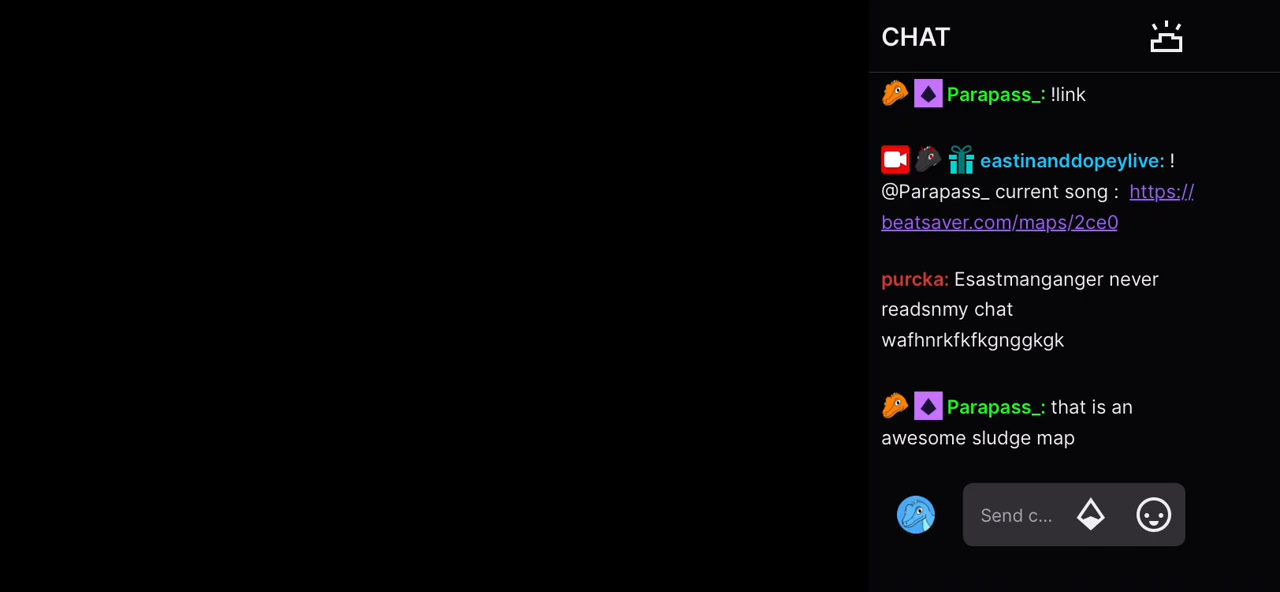 CHAT
Parapass_: !link
eastinanddopeylive: !
@Parapass_ current song : https://
beatsaver.com/maps/2ce0
purcka: Esastmanganger never
readsnmy chat
wafhnrkfkfkgnggkgk
Parapass_: that is an
awesome sludge map
Send c...